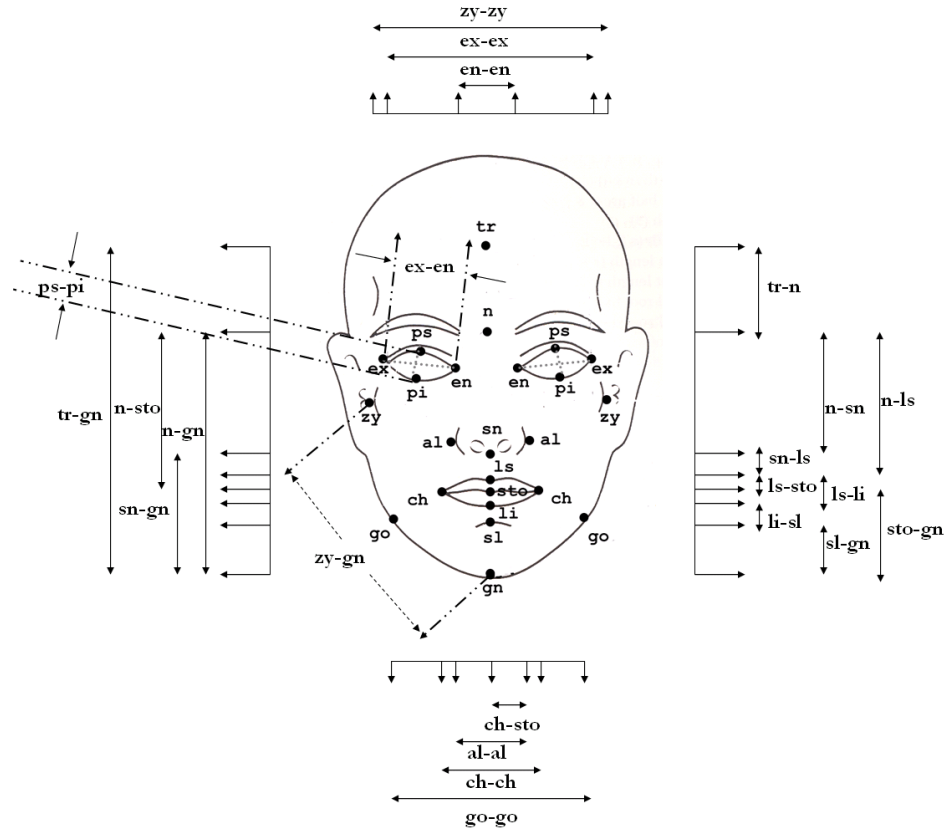 zy-zy
ex-ex
en-en
tr
ex-en
ps-pi
tr-n
n
ps
ps
ex
en
en
ex
pi
pi
zy
zy
tr-gn
n-sto
n-gn
n-sn
n-ls
sn
al
al
ls
sn-ls
ch
sto
ch
ls-sto
ls-li
li
sn-gn
li-sl
sto-gn
go
sl
go
sl-gn
zy-gn
gn
ch-sto
al-al
ch-ch
go-go